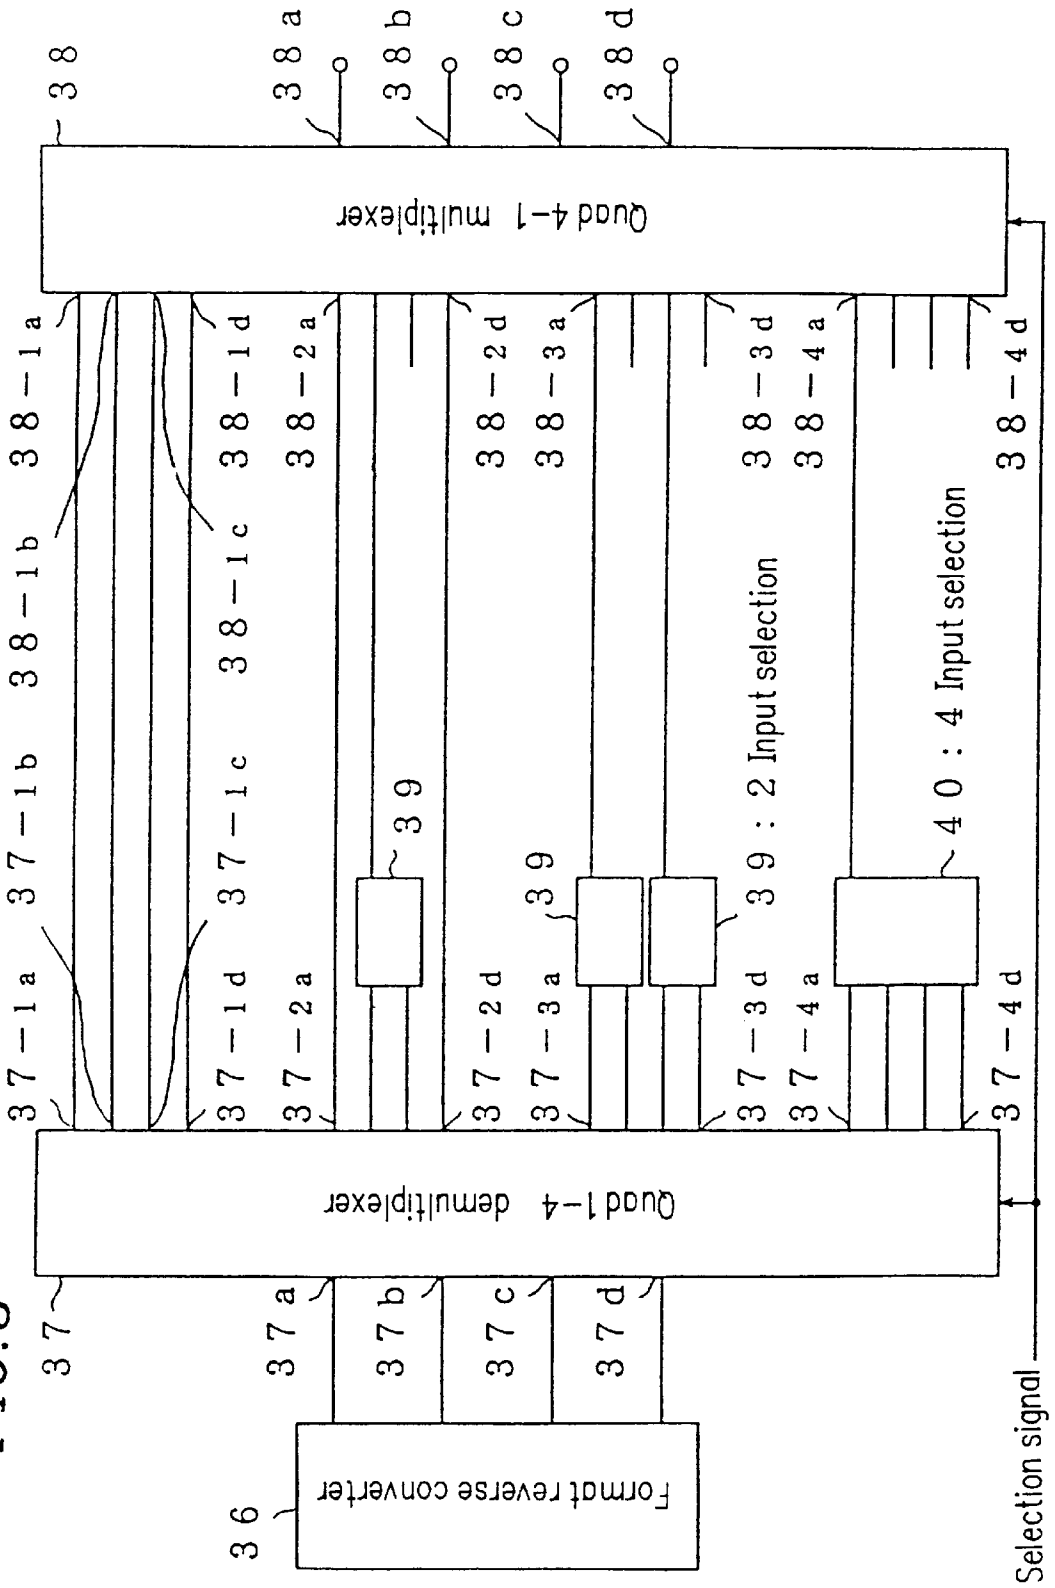 36
Format reverse converter
37
37a
37b
37c
37d
Quad 1-4 demultiplexer
37-1a
37-1b
37-1c
37-1d
37-2a
37-2d
37-3a
37-3d
37-4a
37-4d
39
39
39 : 2 Input selection
40 : 4 Input selection
38-1a
38-1b
38-1c
38-1d
38-2a
38-2d
38-3a
38-3d
38-4a
38-4d
38
Quad 4-1 multiplexer
38a
38b
38c
38d
Selection signal